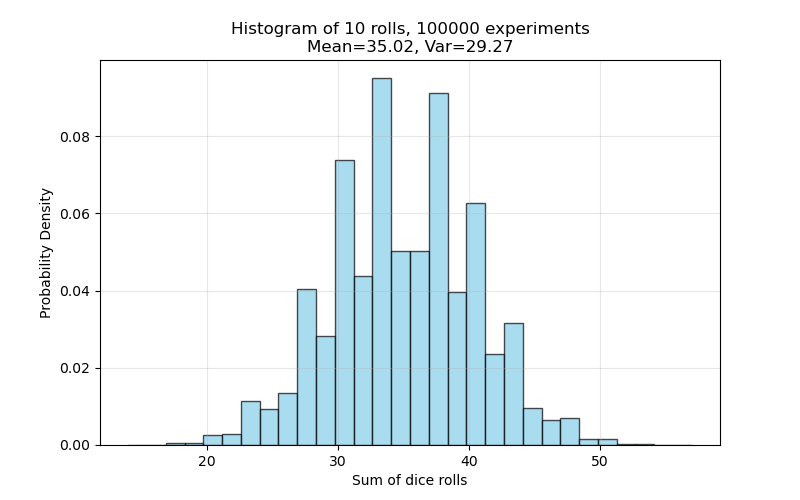 Histogram of 10 rolls, 100000 experiments
Mean=35.02, Var=29.27
0.08
0.06
0.04
0.02
0.00
Probability Density
20 30 40 50
Sum of dice rolls